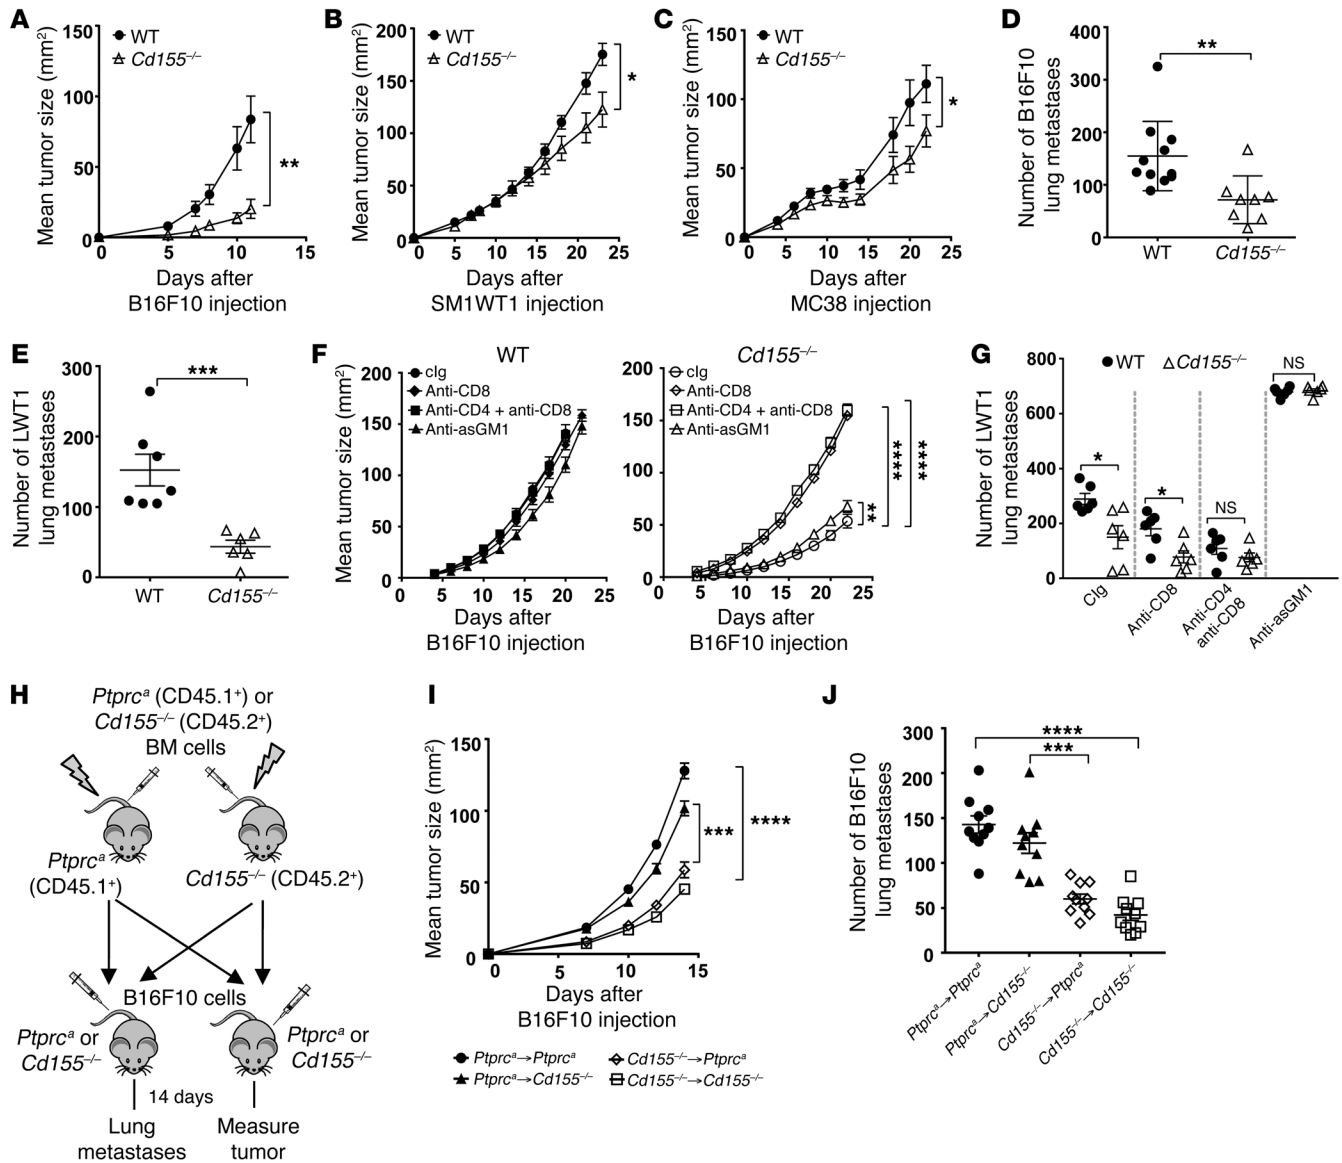 A
Mean tumor size (mm²)
150
100
50
0
0 5 10 15
WT
Cd155–/–
**
Days after
B16F10 injection
B
Mean tumor size (mm²)
200
150
100
50
0
0 5 10 15 20 25
WT
Cd155–/–
*
Days after
SM1WT1 injection
C
Mean tumor size (mm²)
150
100
50
0
0 5 10 15 20 25
WT
Cd155–/–
*
Days after
MC38 injection
D
Number of B16F10
lung metastases
400
300
200
100
0
**
WT Cd155–/–
E
Number of LWT1
lung metastases
300
200
100
0
***
WT Cd155–/–
F
WT
Mean tumor size (mm²)
200
150
100
50
0
0 5 10 15 20 25
cIg
Anti-CD8
Anti-CD4 + anti-CD8
Anti-asGM1
Days after
B16F10 injection
Cd155–/–
200
150
100
50
0
0 5 10 15 20 25
cIg
Anti-CD8
Anti-CD4 + anti-CD8
Anti-asGM1
**
****
****
Days after
B16F10 injection
G
Number of LWT1
lung metastases
800
600
400
200
0
WT Cd155–/–
*
*
NS
NS
CIg
Anti-CD8
Anti-CD4
anti-CD8
Anti-asGM1
H
Ptprcᵃ (CD45.1⁺) or
Cd155–/– (CD45.2⁺)
BM cells
Ptprcᵃ
(CD45.1⁺)
Cd155–/– (CD45.2⁺)
B16F10 cells
Ptprcᵃ or
Cd155–/–
Ptprcᵃ or
Cd155–/–
14 days
Lung
metastases
Measure
tumor
I
Mean tumor size (mm²)
150
100
50
0
0 5 10 15
***
****
Days after
B16F10 injection
Ptprcᵃ→Ptprcᵃ
Ptprcᵃ→Cd155–/–
Cd155–/–→Ptprcᵃ
Cd155–/–→Cd155–/–
J
Number of B16F10
lung metastases
300
200
150
100
50
0
****
***
Ptprcᵃ→Ptprcᵃ
Ptprcᵃ→Cd155–/–
Cd155–/–→Ptprcᵃ
Cd155–/–→Cd155–/–